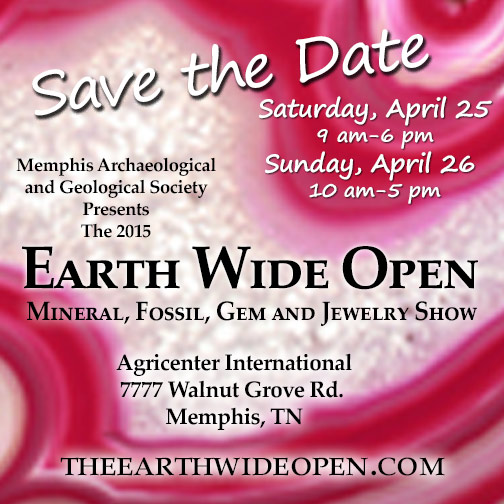 Save the Date
Saturday, April 25
9 am-6 pm
Sunday, April 26
10 am-5 pm
Memphis Archaeological
and Geological Society
Presents
The 2015
Earth Wide Open
Mineral, Fossil, Gem and Jewelry Show
Agricenter International
7777 Walnut Grove Rd.
Memphis, TN
theearthwideopen.com